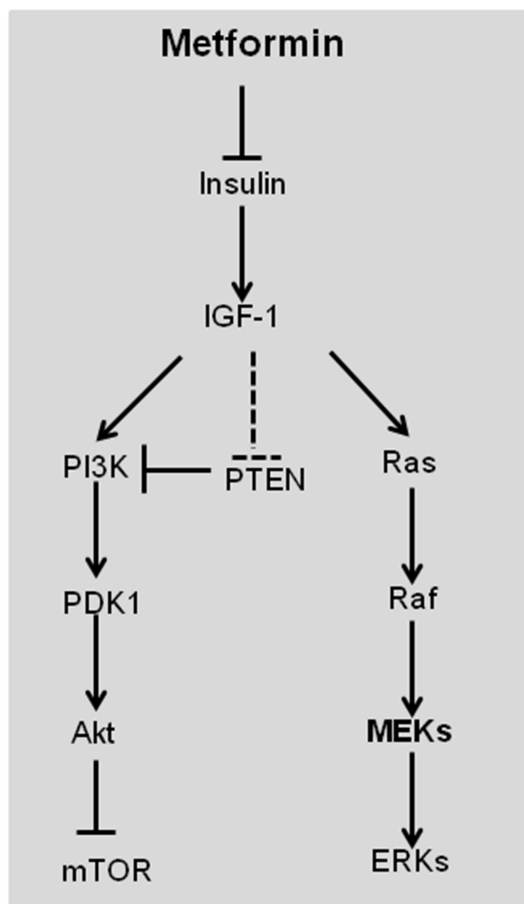 Metformin
Insulin
IGF-1
PI3K
PTEN
Ras
PDK1
Raf
Akt
MEKs
mTOR
ERKs